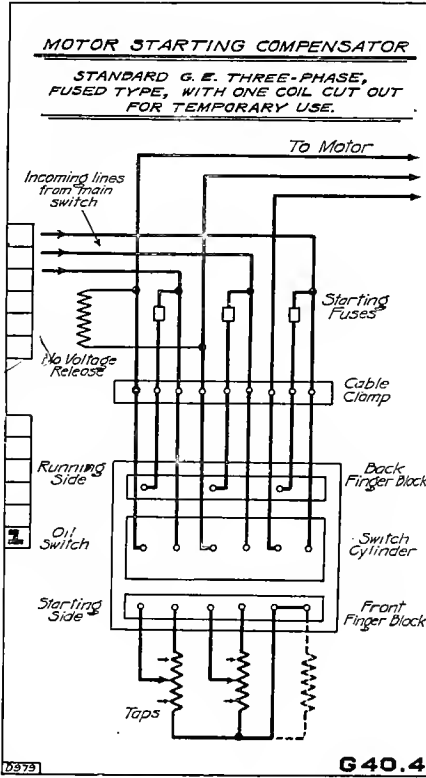 MOTOR STARTING COMPENSATOR
STANDARD G. E. THREE-PHASE,
FUSED TYPE, WITH ONE COIL CUT OUT
FOR TEMPORARY USE.
To Motor
Incoming lines
from main
switch
Starting
Fuses
No Voltage
Release
Cable
Clamp
Running
Side
Back
Finger Block
Oil
Switch
Switch
Cylinder
Starting
Side
Front
Finger Block
Taps
D979
G40.4